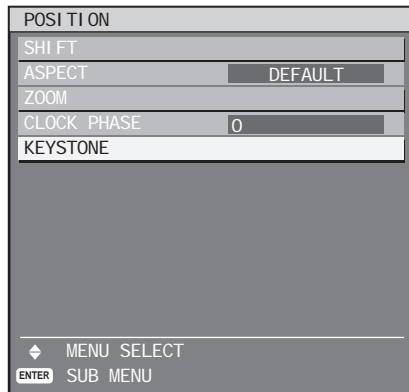 POSITION
SHIFT
ASPECT DEFAULT
ZOOM
CLOCK PHASE 0
KEYSTONE
MENU SELECT
ENTER SUB MENU